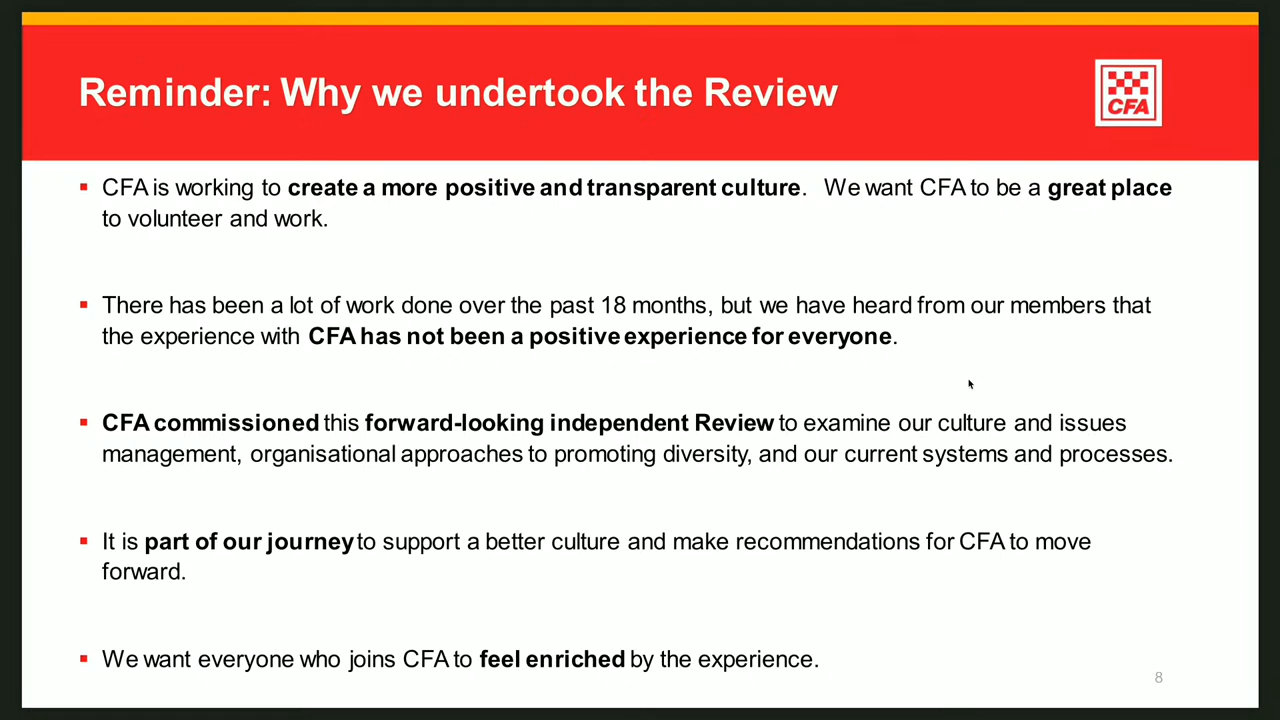 Reminder: Why we undertook the Review
CFA
▪ CFA is working to create a more positive and transparent culture. We want CFA to be a great place
to volunteer and work.
▪ There has been a lot of work done over the past 18 months, but we have heard from our members that
the experience with CFA has not been a positive experience for everyone.
▪ CFA commissioned this forward-looking independent Review to examine our culture and issues
management, organisational approaches to promoting diversity, and our current systems and processes.
▪ It is part of our journey to support a better culture and make recommendations for CFA to move
forward.
▪ We want everyone who joins CFA to feel enriched by the experience.
8